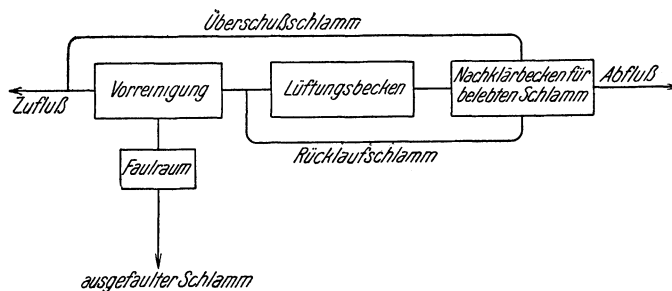 Überschußschlamm
Zufluß
Vorreinigung
Lüftungsbecken
Nachklärbecken für
belebten Schlamm
Abfluß
Rücklaufschlamm
Faulraum
ausgefaulter Schlamm